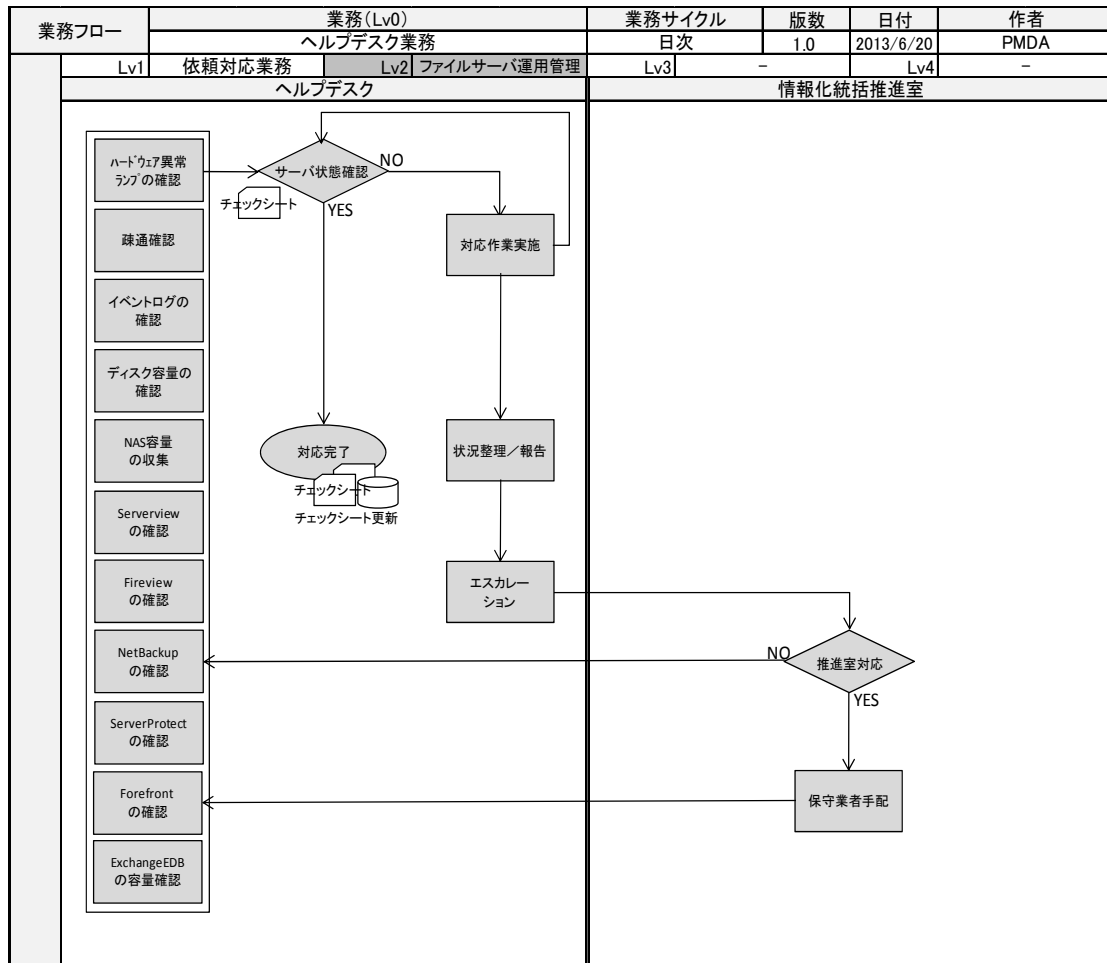 業務フロー
業務(Lv0)
業務サイクル
版数
日付
作者
ヘルプデスク業務
日次
1.0
2013/6/20
PMDA
Lv1
依頼対応業務
Lv2
ファイルサーバ運用管理
Lv3
-
Lv4
-
ヘルプデスク
情報化統括推進室
ハードウェア異常
ランプの確認
サーバ状態確認
NO
チェックシート
YES
疎通確認
対応作業実施
イベントログの
確認
ディスク容量の
確認
NAS容量
の収集
対応完了
状況整理/報告
チェックシート
チェックシート更新
Serverview
の確認
Fireview
の確認
エスカレー
ション
NetBackup
の確認
NO
推進室対応
YES
ServerProtect
の確認
Forefront
の確認
保守業者手配
ExchangeEDB
の容量確認